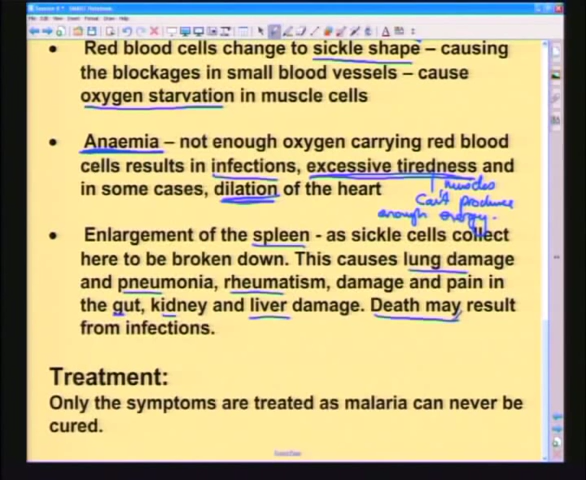 Red blood cells change to sickle shape – causing
the blockages in small blood vessels – cause
oxygen starvation in muscle cells
Anaemia – not enough oxygen carrying red blood
cells results in infections, excessive tiredness and
in some cases, dilation of the heart
muscles
can't produce
enough energy.
Enlargement of the spleen - as sickle cells collect
here to be broken down. This causes lung damage
and pneumonia, rheumatism, damage and pain in
the gut, kidney and liver damage. Death may result
from infections.
Treatment:
Only the symptoms are treated as malaria can never be
cured.